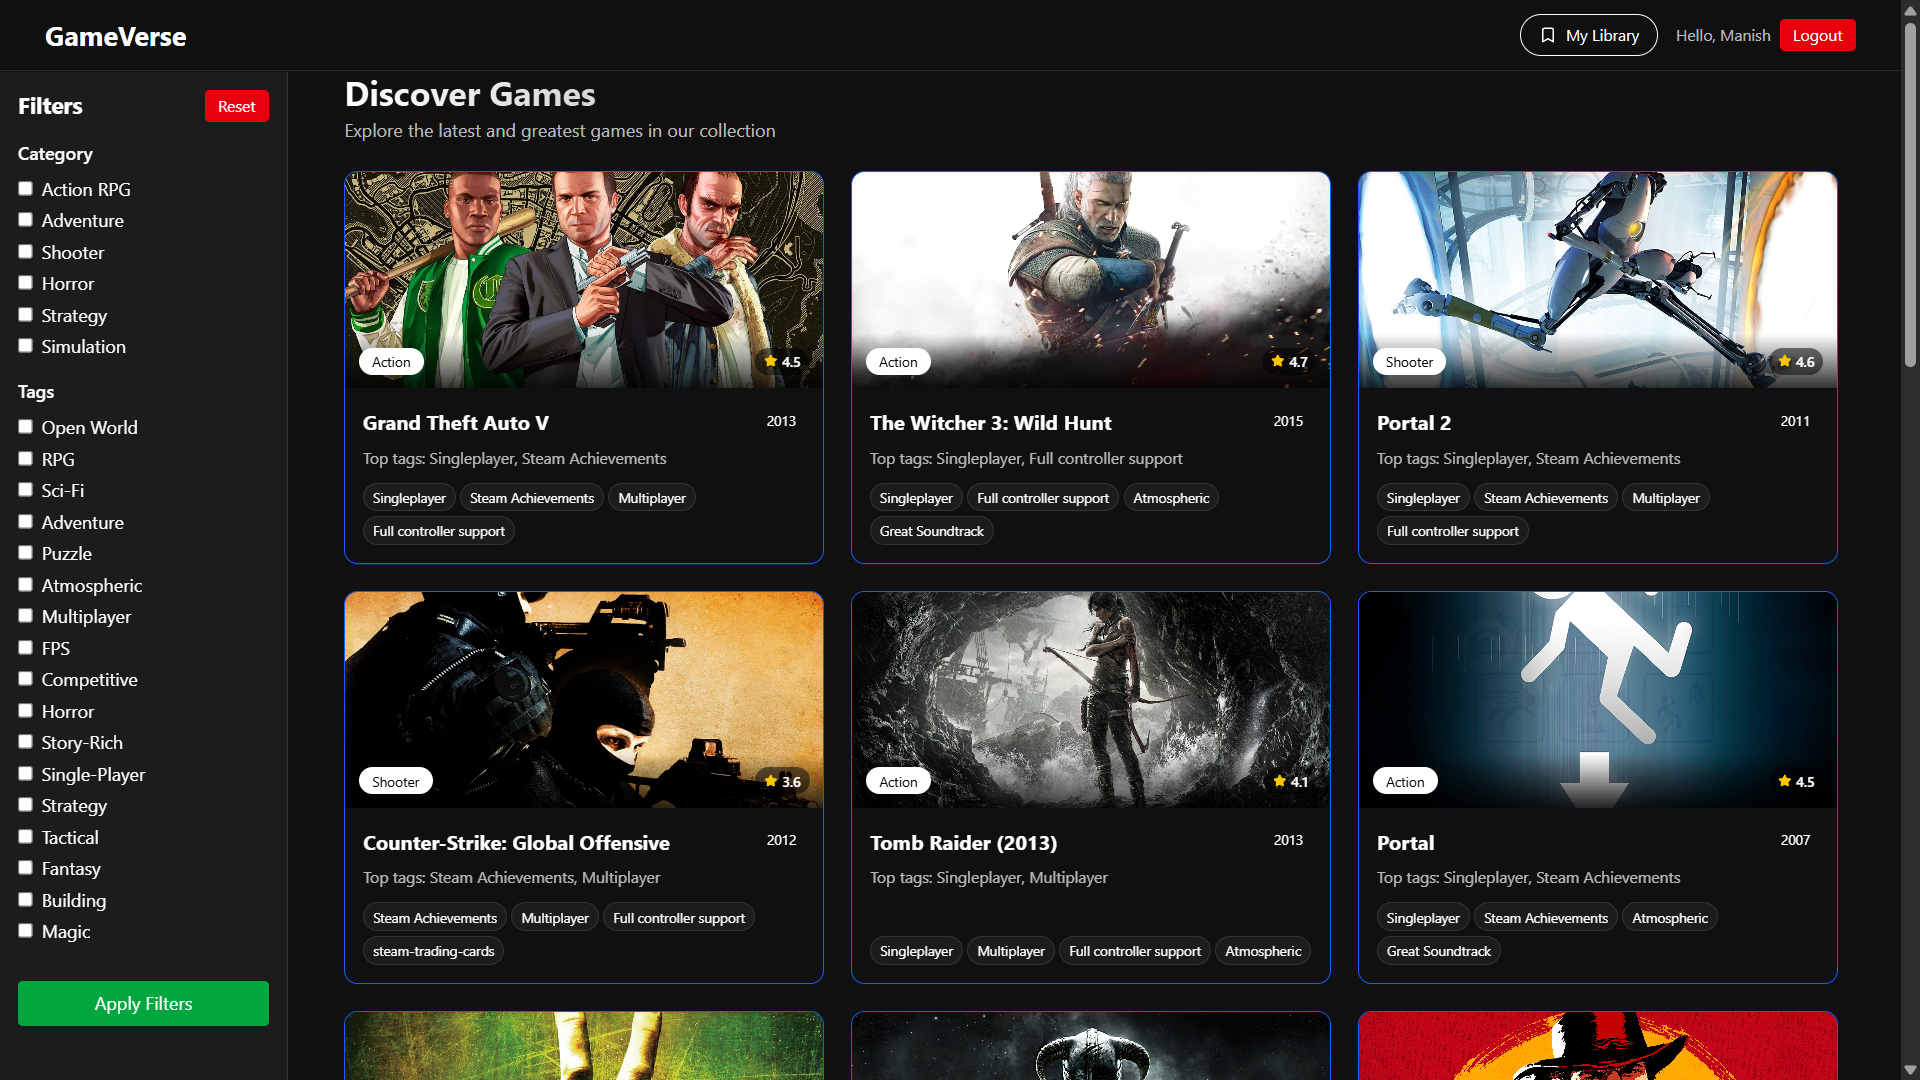 GameVerse
My Library
Hello, Manish
Logout
Filters
Reset
Category
Action RPG
Adventure
Shooter
Horror
Strategy
Simulation
Tags
Open World
RPG
Sci-Fi
Adventure
Puzzle
Atmospheric
Multiplayer
FPS
Competitive
Horror
Story-Rich
Single-Player
Strategy
Tactical
Fantasy
Building
Magic
Apply Filters
Discover Games
Explore the latest and greatest games in our collection
Action
4.5
Grand Theft Auto V
2013
Top tags: Singleplayer, Steam Achievements
Singleplayer
Steam Achievements
Multiplayer
Full controller support
Action
4.7
The Witcher 3: Wild Hunt
2015
Top tags: Singleplayer, Full controller support
Singleplayer
Full controller support
Atmospheric
Great Soundtrack
Shooter
4.6
Portal 2
2011
Top tags: Singleplayer, Steam Achievements
Singleplayer
Steam Achievements
Multiplayer
Full controller support
Shooter
3.6
Counter-Strike: Global Offensive
2012
Top tags: Steam Achievements, Multiplayer
Steam Achievements
Multiplayer
Full controller support
steam-trading-cards
Action
4.1
Tomb Raider (2013)
2013
Top tags: Singleplayer, Multiplayer
Singleplayer
Multiplayer
Full controller support
Atmospheric
Action
4.5
Portal
2007
Top tags: Singleplayer, Steam Achievements
Singleplayer
Steam Achievements
Atmospheric
Great Soundtrack